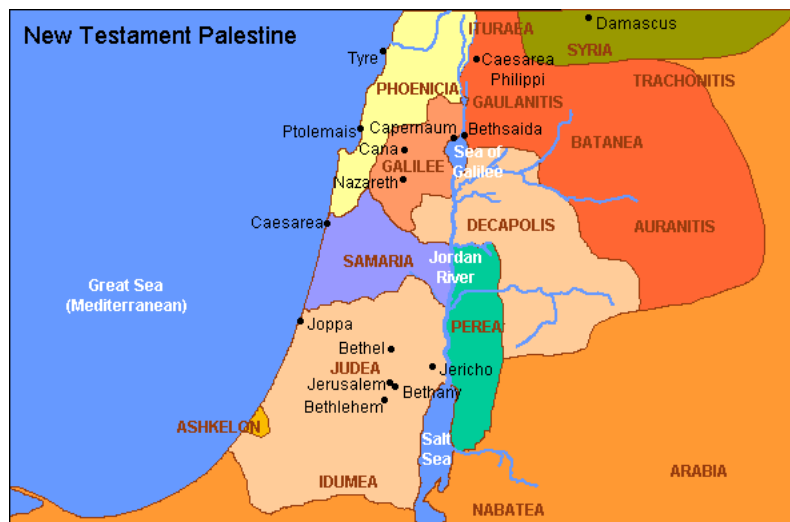 New Testament Palestine
ITURAEA
Damascus
SYRIA
Tyre
Caesarea
Philippi
TRACHONITIS
PHOENICIA
GAULANITIS
Ptolemais
Capernaum
Bethsaida
BATANEA
Cana
Sea of
Galilee
GALILEE
Nazareth
Caesarea
DECAPOLIS
AURANITIS
SAMARIA
Jordan
River
Great Sea
(Mediterranean)
Joppa
PEREA
Bethel
JUDEA
Jericho
Jerusalem
Bethany
Bethlehem
ASHKELON
Salt
Sea
IDUMEA
ARABIA
NABATEA